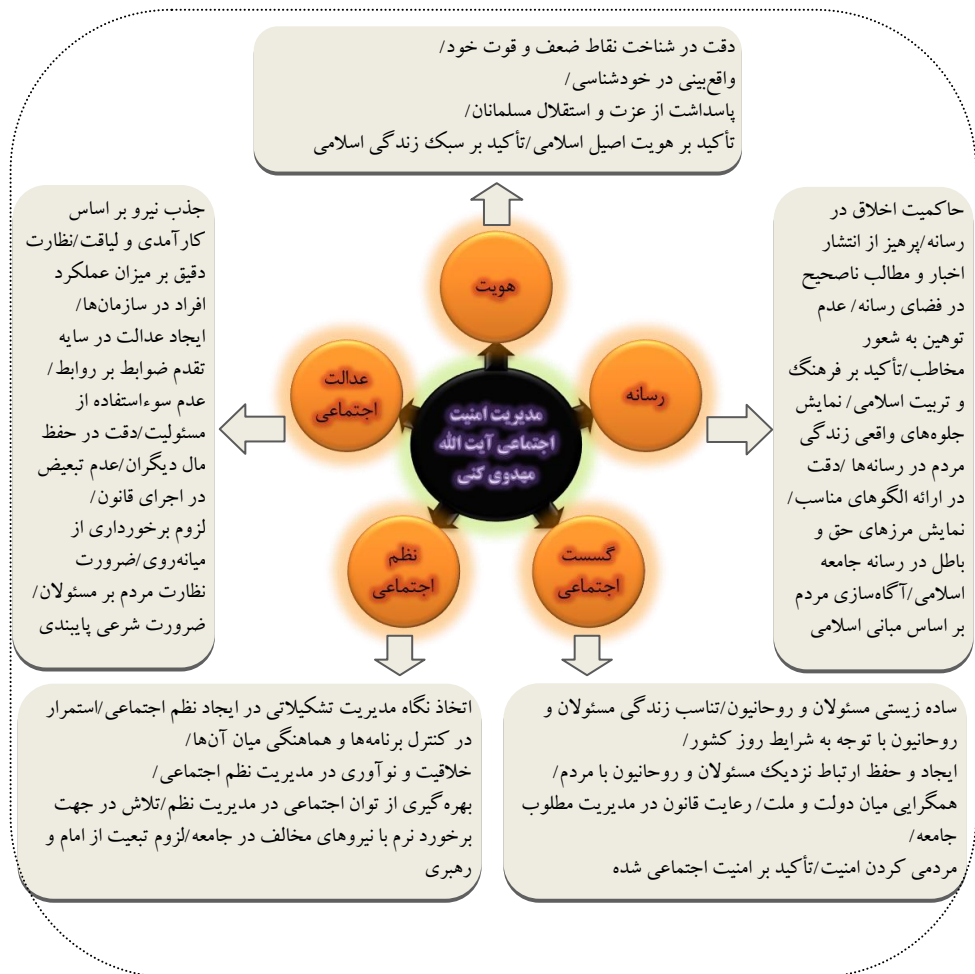 دقت در شناخت نقاط ضعف و قوت خود/
واقع‌بینی در خودشناسی/
پاسداشت از عزت و استقلال مسلمانان/
تأکید بر هویت اصیل اسلامی/تأکید بر سبک زندگی اسلامی
حاکمیت اخلاق در
رسانه/پرهیز از انتشار
اخبار و مطالب ناصحیح
در فضای رسانه/ عدم
توهین به شعور
مخاطب/تأکید بر فرهنگ
و تربیت اسلامی/ نمایش
جلوه‌های واقعی زندگی
مردم در رسانه‌ها /دقت
در ارائه الگوهای مناسب/
نمایش مرزهای حق و
باطل در رسانه جامعه
اسلامی/آگاه‌سازی مردم
بر اساس مبانی اسلامی
هویت
رسانه
عدالت
اجتماعی
مدیریت امنیت
اجتماعی آیت الله
مهدوی کنی
گسست
اجتماعی
نظم
اجتماعی
جذب نیرو بر اساس
کارآمدی و لیاقت/نظارت
دقیق بر میزان عملکرد
افراد در سازمان‌ها/
ایجاد عدالت در سایه
تقدم ضوابط بر روابط/
عدم سوءاستفاده از
مسئولیت/دقت در حفظ
مال دیگران/عدم تبعیض
در اجرای قانون/
لزوم برخورداری از
میانه‌روی/ضرورت
نظارت مردم بر مسئولان/
ضرورت شرعی پایبندی
ساده زیستی مسئولان و روحانیون/تناسب زندگی مسئولان و
روحانیون با توجه به شرایط روز کشور/
ایجاد و حفظ ارتباط نزدیک مسئولان و روحانیون با مردم/
همگرایی میان دولت و ملت/ رعایت قانون در مدیریت مطلوب
جامعه/
مردمی کردن امنیت/تأکید بر امنیت اجتماعی شده
اتخاذ نگاه مدیریت تشکیلاتی در ایجاد نظم اجتماعی/استمرار
در کنترل برنامه‌ها و هماهنگی میان آن‌ها/
خلاقیت و نوآوری در مدیریت نظم اجتماعی/
بهره‌گیری از توان اجتماعی در مدیریت نظم/تلاش در جهت
برخورد نرم با نیروهای مخالف در جامعه/لزوم تبعیت از امام و
رهبری